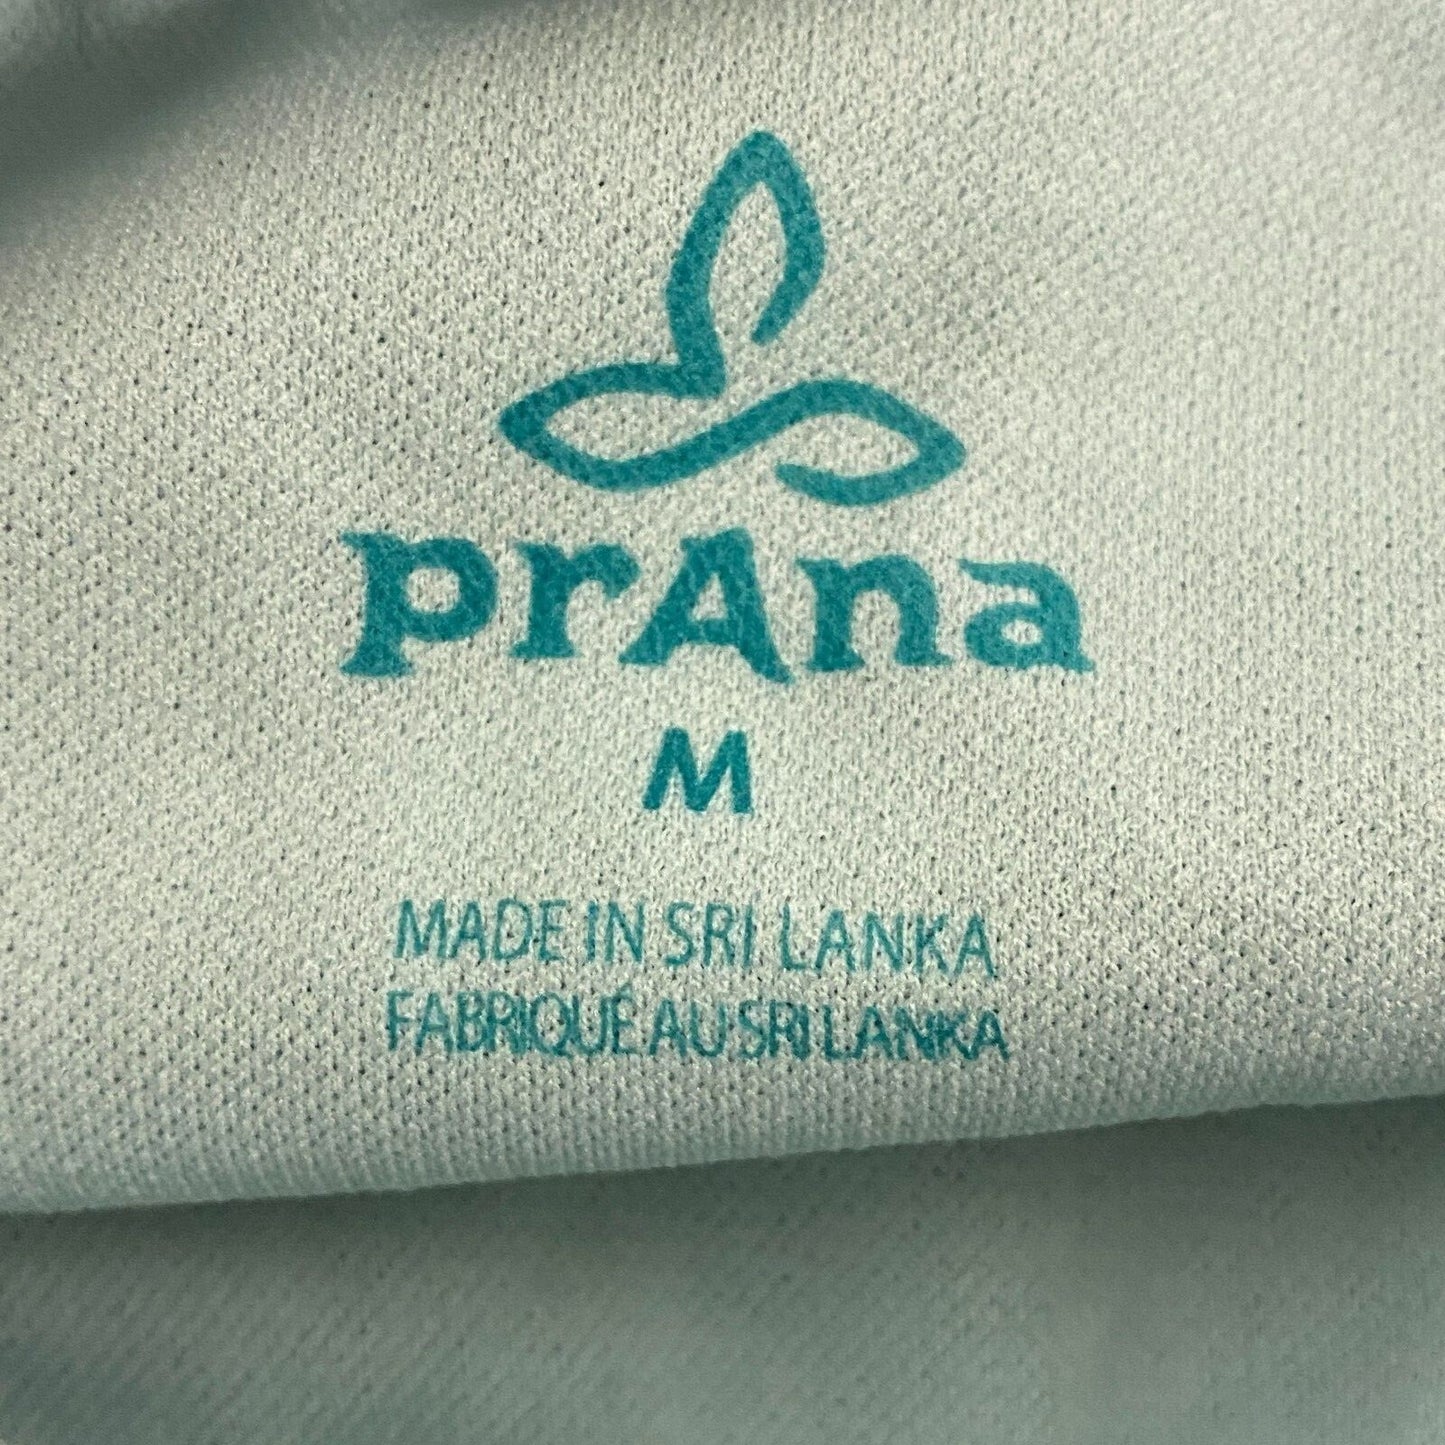 prAna
M
MADE IN SRI LANKA
FABRIQUÉ AU SRI LANKA